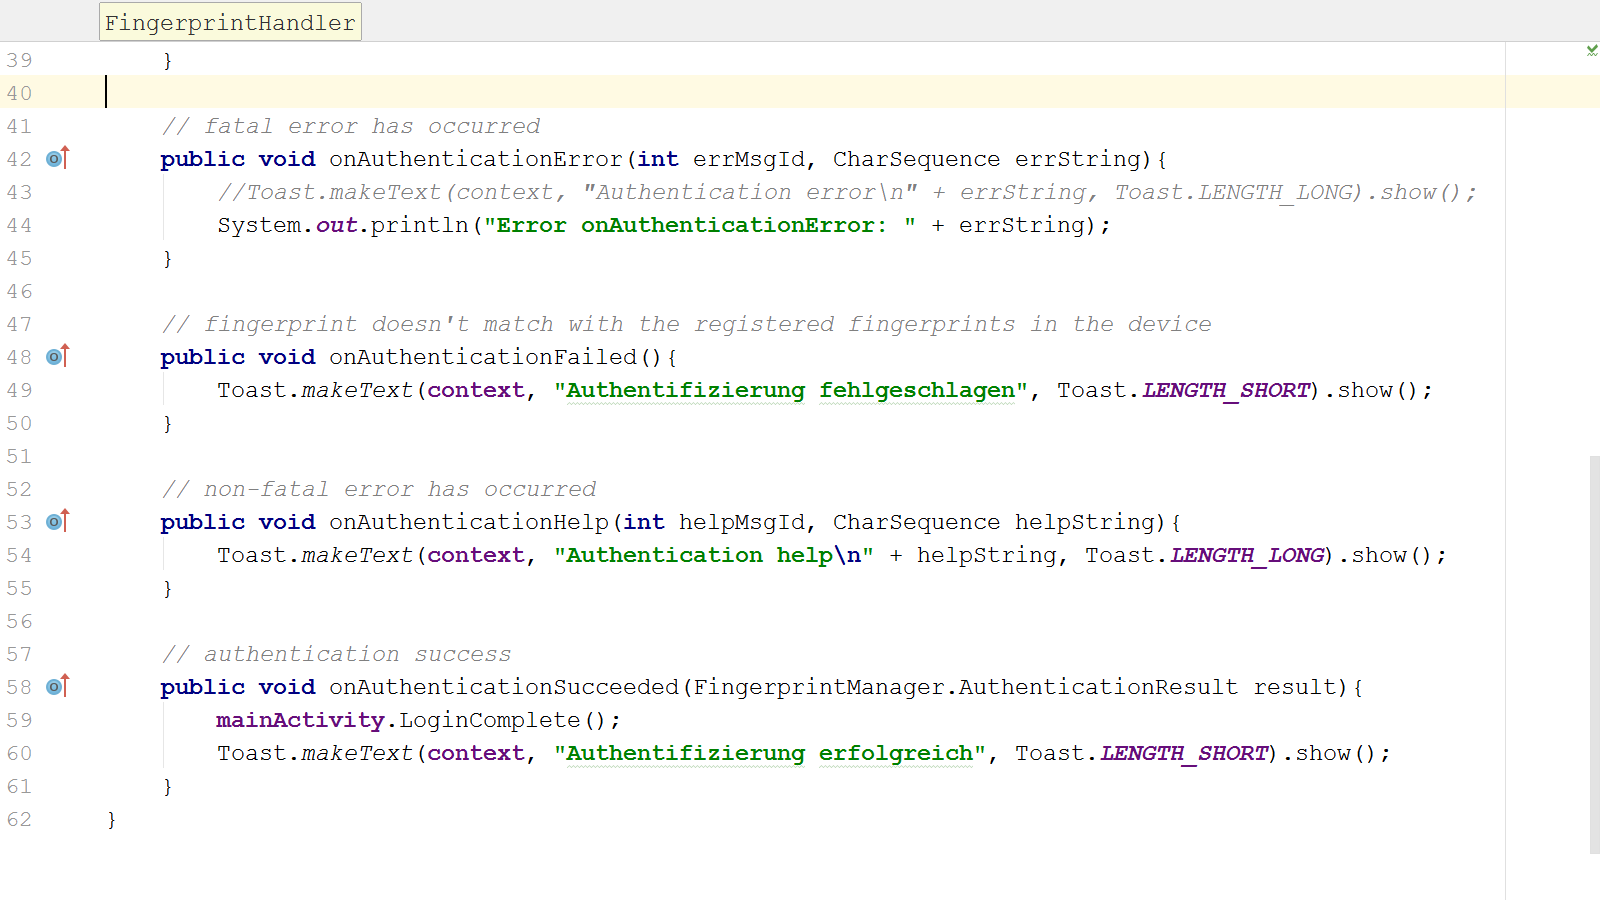 FingerprintHandler
39 }
40
41 // fatal error has occurred
42 public void onAuthenticationError(int errMsgId, CharSequence errString){
43 //Toast.makeText(context, "Authentication error\n" + errString, Toast.LENGTH_LONG).show();
44 System.out.println("Error onAuthenticationError: " + errString);
45 }
46
47 // fingerprint doesn't match with the registered fingerprints in the device
48 public void onAuthenticationFailed(){
49 Toast.makeText(context, "Authentifizierung fehlgeschlagen", Toast.LENGTH_SHORT).show();
50 }
51
52 // non-fatal error has occurred
53 public void onAuthenticationHelp(int helpMsgId, CharSequence helpString){
54 Toast.makeText(context, "Authentication help\n" + helpString, Toast.LENGTH_LONG).show();
55 }
56
57 // authentication success
58 public void onAuthenticationSucceeded(FingerprintManager.AuthenticationResult result){
59 mainActivity.LoginComplete();
60 Toast.makeText(context, "Authentifizierung erfolgreich", Toast.LENGTH_SHORT).show();
61 }
62 }